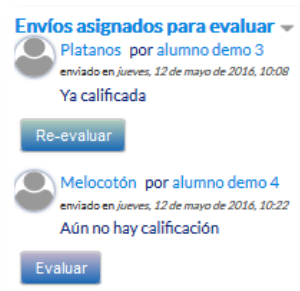 Envíos asignados para evaluar
Platanos por alumno demo 3
enviado en jueves, 12 de mayo de 2016, 10:08
Ya calificada
Re-evaluar
Melocotón por alumno demo 4
enviado en jueves, 12 de mayo de 2016, 10:22
Aún no hay calificación
Evaluar